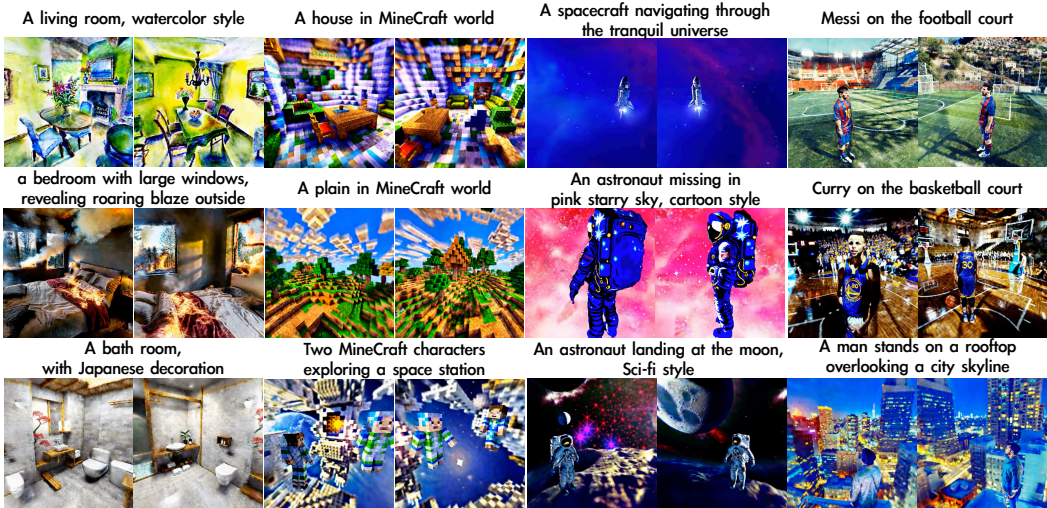 A living room, watercolor style
A house in MineCraft world
A spacecraft navigating through
the tranquil universe
Messi on the football court
a bedroom with large windows,
revealing roaring blaze outside
A plain in MineCraft world
An astronaut missing in
pink starry sky, cartoon style
Curry on the basketball court
30
30
A bath room,
with Japanese decoration
Two MineCraft characters
exploring a space station
An astronaut landing at the moon,
Sci-fi style
A man stands on a rooftop
overlooking a city skyline